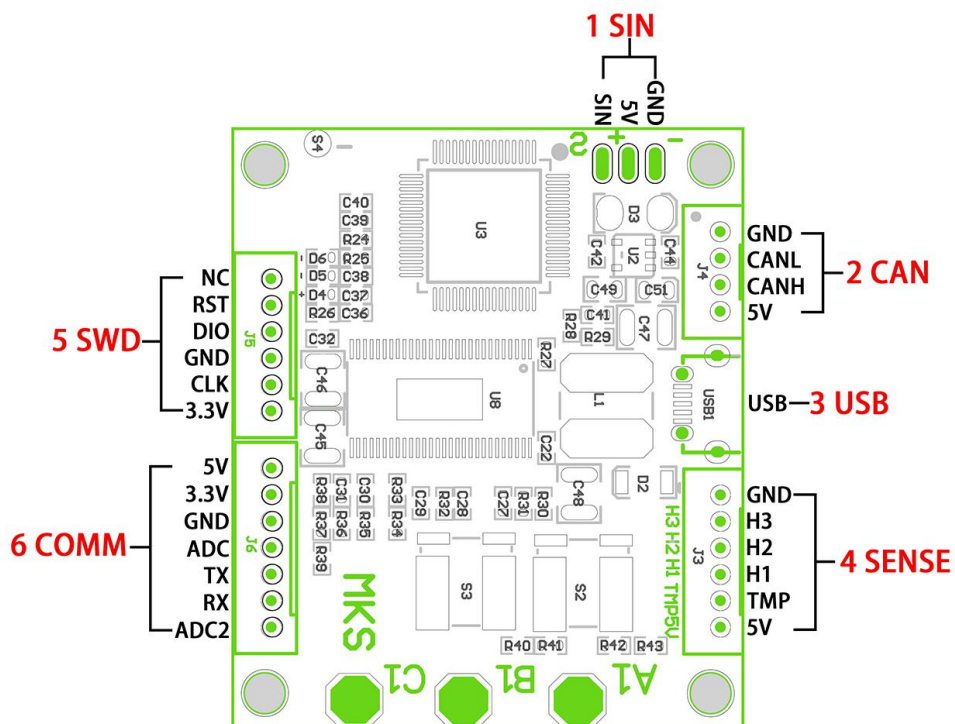 1 SIN
SIN
5V
GND
S + -
S4
C40
C39
R24
D6 R25
D5 C38
D4 C37
R26 C36
C32
U3
D3
C42
U2
C44
C49
C51
C41
R28
R29
C47
J4
GND
CANL
CANH
5V
2 CAN
5 SWD
NC
RST
DIO
GND
CLK
3.3V
J5
C46
C45
U8
R27
C22
L1
USB1
USB
3 USB
C48
D2
6 COMM
5V
3.3V
GND
ADC
TX
RX
ADC2
J6
R38
C31
C30
R33
C29
R32
C28
C27
R31
R30
R37
R36
R35
R34
R39
MKS
S3
S2
H3 H2 H1 TMP5V
J3
GND
H3
H2
H1
TMP
5V
4 SENSE
R40 R41 R42 R43
C1 B1 A1